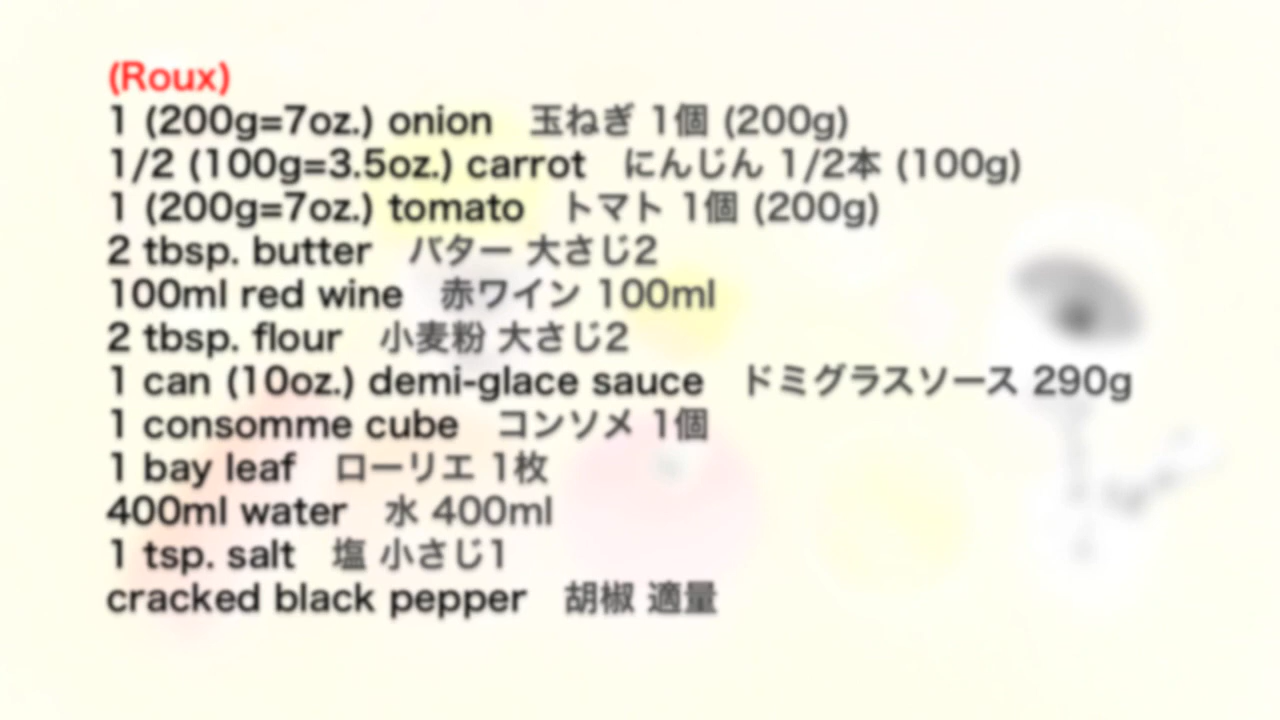 (Roux)
1 (200g=7oz.) onion 玉ねぎ 1個 (200g)
1/2 (100g=3.5oz.) carrot にんじん 1/2本 (100g)
1 (200g=7oz.) tomato トマト 1個 (200g)
2 tbsp. butter バター 大さじ2
100ml red wine 赤ワイン 100ml
2 tbsp. flour 小麦粉 大さじ2
1 can (10oz.) demi-glace sauce ドミグラスソース 290g
1 consomme cube コンソメ 1個
1 bay leaf ローリエ 1枚
400ml water 水 400ml
1 tsp. salt 塩 小さじ1
cracked black pepper 胡椒 適量